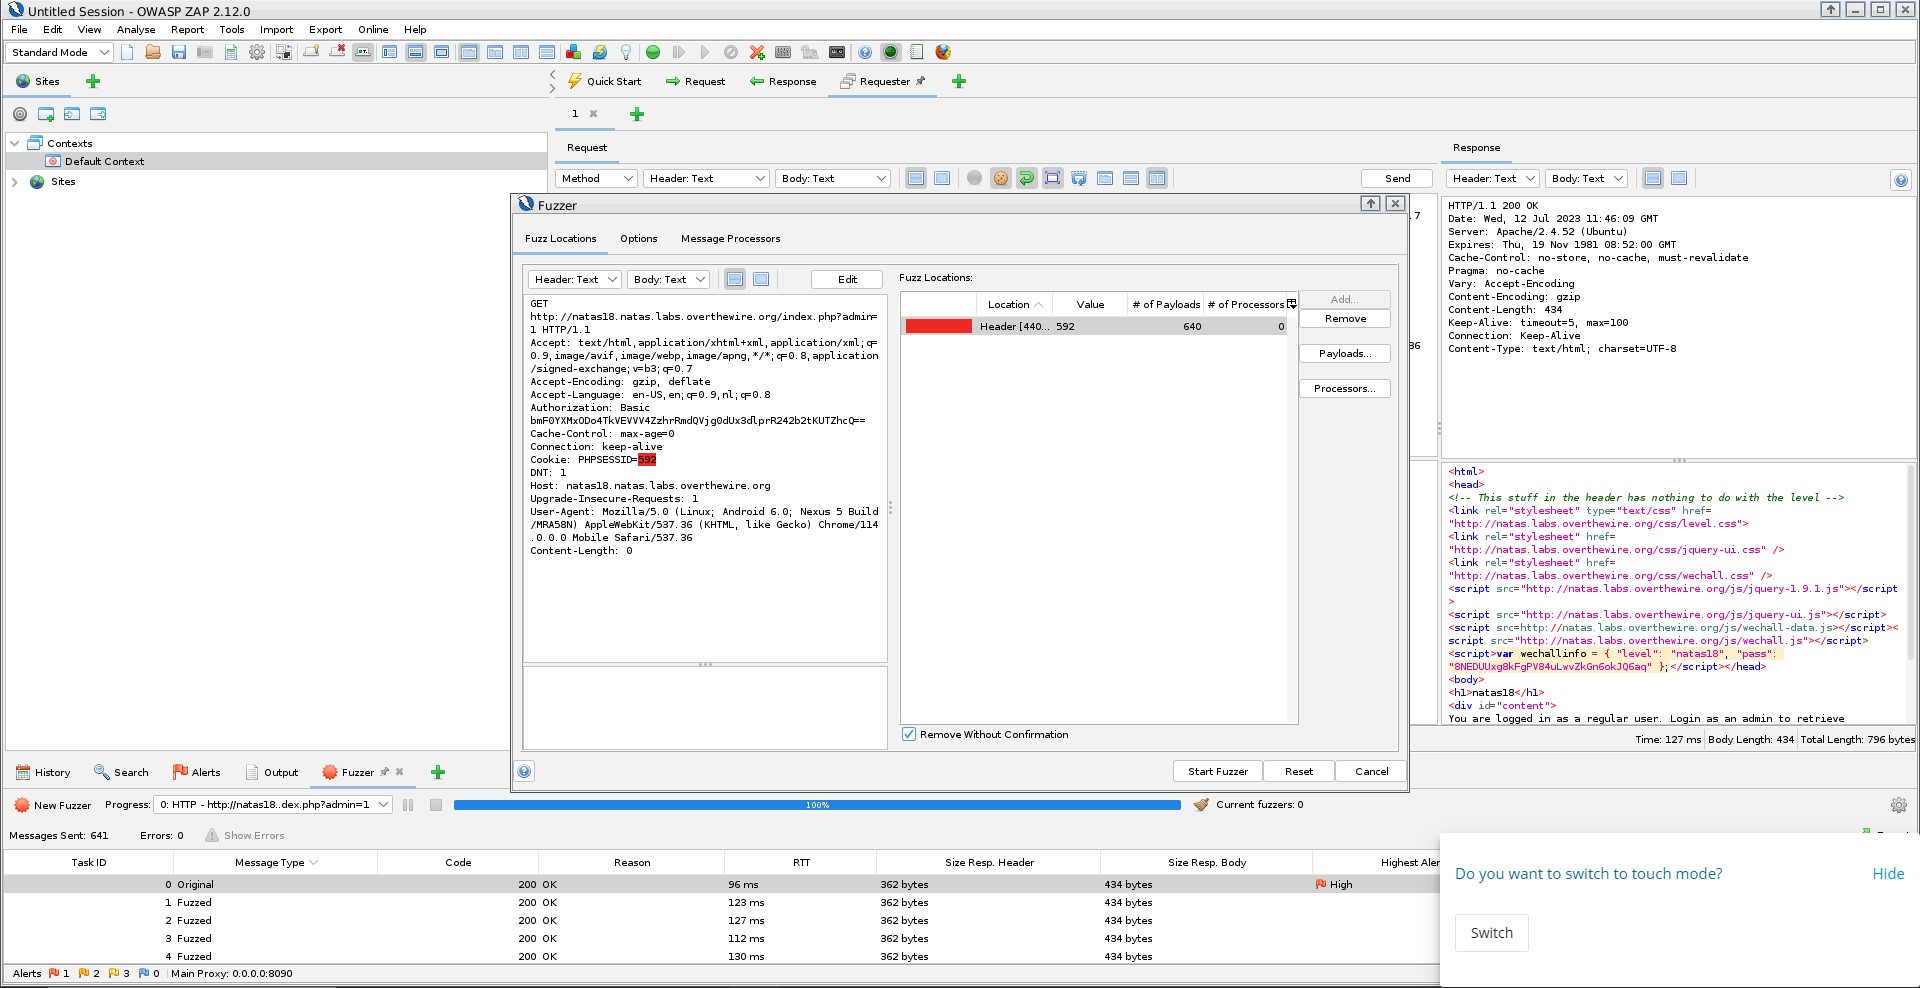 Untitled Session - OWASP ZAP 2.12.0
File Edit View Analyse Report Tools Import Export Online Help
Standard Mode
Sites
Quick Start Request Response Requester
1
Contexts
Default Context
Sites
Request
Response
Method Header: Text Body: Text Send
Header: Text Body: Text
Fuzzer
Fuzz Locations Options Message Processors
Header: Text Body: Text Edit
GET
http://natas18.natas.labs.overthewire.org/index.php?admin=
1 HTTP/1.1
Accept: text/html,application/xhtml+xml,application/xml;q=
0.9,image/avif,image/webp,image/apng,*/*;q=0.8,application
/signed-exchange;v=b3;q=0.7
Accept-Encoding: gzip, deflate
Accept-Language: en-US,en;q=0.9,nl;q=0.8
Authorization: Basic
bmF0YXMxODo4TkVEVVV4ZzhrRmdQVjg0dUx3dlprR242b2tKUTZhcQ==
Cache-Control: max-age=0
Connection: keep-alive
Cookie: PHPSESSID=592
DNT: 1
Host: natas18.natas.labs.overthewire.org
Upgrade-Insecure-Requests: 1
User-Agent: Mozilla/5.0 (Linux; Android 6.0; Nexus 5 Build
/MRA58N) AppleWebKit/537.36 (KHTML, like Gecko) Chrome/114
.0.0.0 Mobile Safari/537.36
Content-Length: 0
Fuzz Locations:
Location Value # of Payloads # of Processors
Header [440... 592 640 0
Add...
Remove
Payloads...
Processors...
Remove Without Confirmation
Start Fuzzer Reset Cancel
.7
36
HTTP/1.1 200 OK
Date: Wed, 12 Jul 2023 11:46:09 GMT
Server: Apache/2.4.52 (Ubuntu)
Expires: Thu, 19 Nov 1981 08:52:00 GMT
Cache-Control: no-store, no-cache, must-revalidate
Pragma: no-cache
Vary: Accept-Encoding
Content-Encoding: gzip
Content-Length: 434
Keep-Alive: timeout=5, max=100
Connection: Keep-Alive
Content-Type: text/html; charset=UTF-8
<html>
<head>
<!-- This stuff in the header has nothing to do with the level -->
<link rel="stylesheet" type="text/css" href=
"http://natas.labs.overthewire.org/css/level.css">
<link rel="stylesheet" href=
"http://natas.labs.overthewire.org/css/jquery-ui.css" />
<link rel="stylesheet" href=
"http://natas.labs.overthewire.org/css/wechall.css" />
<script src="http://natas.labs.overthewire.org/js/jquery-1.9.1.js"></script
>
<script src="http://natas.labs.overthewire.org/js/jquery-ui.js"></script>
<script src=http://natas.labs.overthewire.org/js/wechall-data.js></script><
script src="http://natas.labs.overthewire.org/js/wechall.js"></script>
<script>var wechallinfo = { "level": "natas18", "pass":
"8NEDUUxg8kFgPV84uLwvZkGn6okJQ6aq" };</script></head>
<body>
<h1>natas18</h1>
<div id="content">
You are logged in as a regular user. Login as an admin to retrieve
Time: 127 ms Body Length: 434 Total Length: 796 bytes
History Search Alerts Output Fuzzer
New Fuzzer Progress: 0: HTTP - http://natas18..dex.php?admin=1 100% Current fuzzers: 0
Messages Sent: 641 Errors: 0 Show Errors
Task ID Message Type Code Reason RTT Size Resp. Header Size Resp. Body Highest Aler
0 Original 200 OK 96 ms 362 bytes 434 bytes High
1 Fuzzed 200 OK 123 ms 362 bytes 434 bytes
2 Fuzzed 200 OK 127 ms 362 bytes 434 bytes
3 Fuzzed 200 OK 112 ms 362 bytes 434 bytes
4 Fuzzed 200 OK 130 ms 362 bytes 434 bytes
Alerts 1 2 3 0 Main Proxy: 0.0.0.0:8090
Do you want to switch to touch mode? Hide
Switch